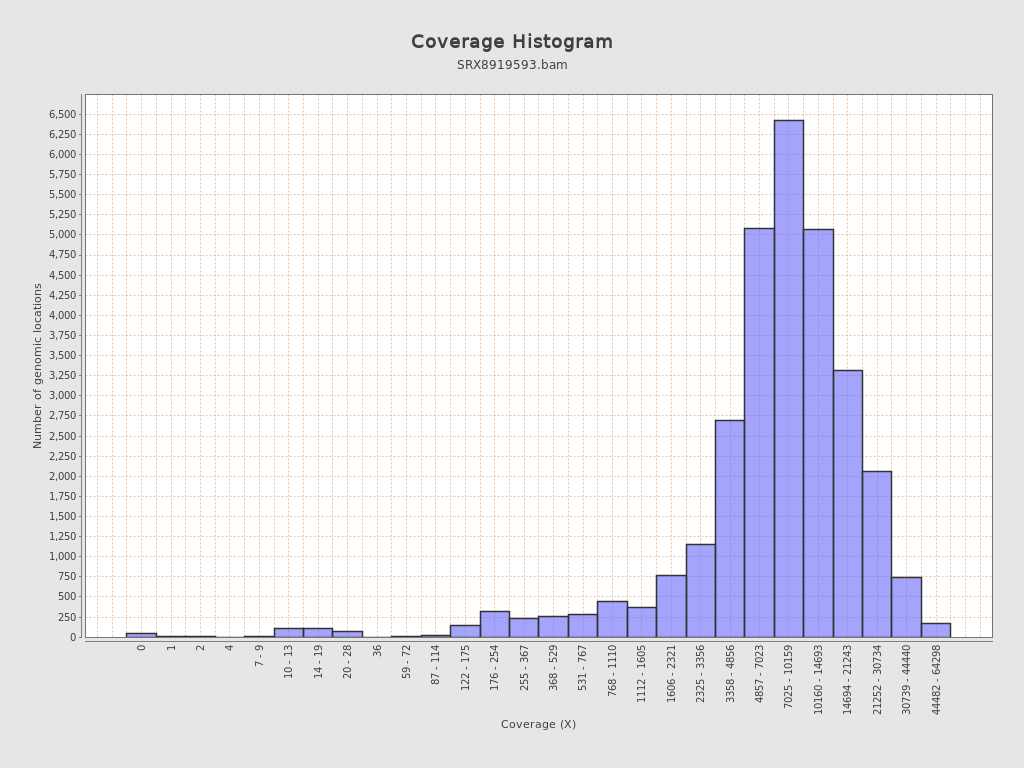 Coverage Histogram
SRX8919593.bam
Number of genomic locations
6,500
6,250
6,000
5,750
5,500
5,250
5,000
4,750
4,500
4,250
4,000
3,750
3,500
3,250
3,000
2,750
2,500
2,250
2,000
1,750
1,500
1,250
1,000
750
500
250
0
0
1
2
4
7 - 9
10 - 13
14 - 19
20 - 28
36
59 - 72
87 - 114
122 - 175
176 - 254
255 - 367
368 - 529
531 - 767
768 - 1110
1112 - 1605
1606 - 2321
2325 - 3356
3358 - 4856
4857 - 7023
7025 - 10159
10160 - 14693
14694 - 21243
21252 - 30734
30739 - 44440
44482 - 64298
Coverage (X)